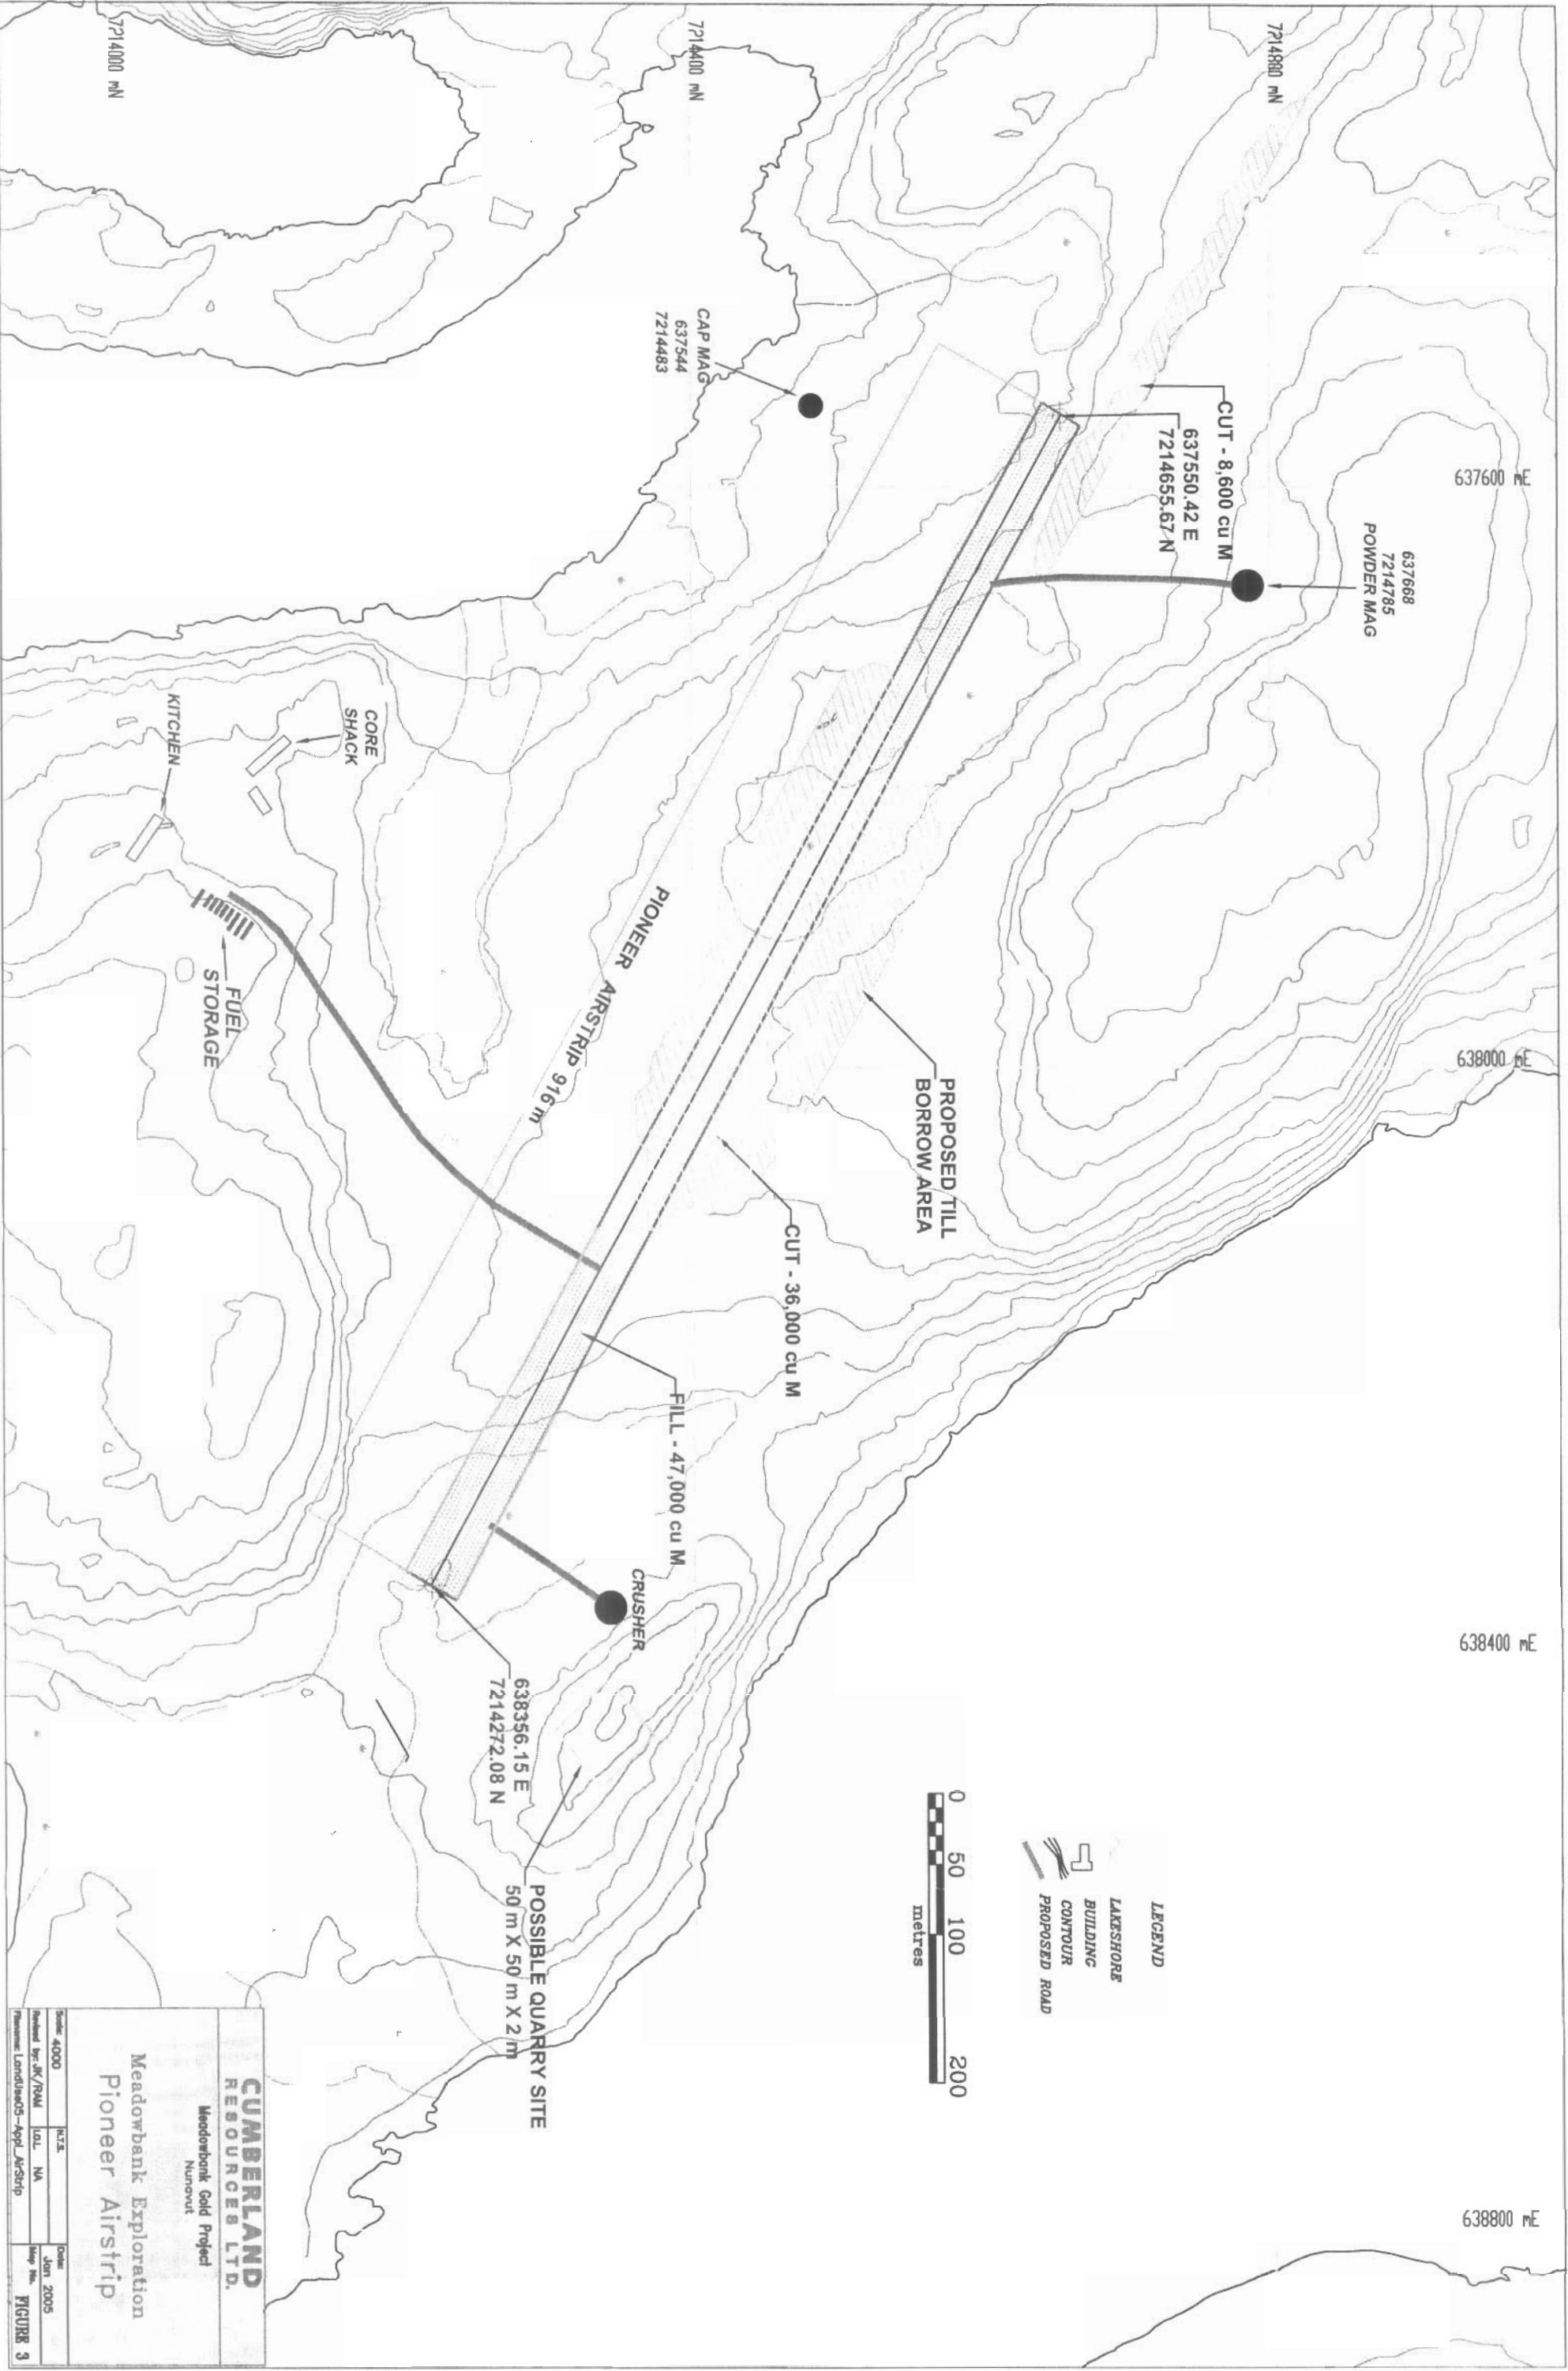 7214000 mN
7214400 mN
7214800 mN
637600 mE
638000 mE
638400 mE
638800 mE
CAP MAG
637544
7214483
CUT - 8,600 cu M
637550.42 E
7214655.67 N
637668
7214785
POWDER MAG
CORE
SHACK
KITCHEN
FUEL
STORAGE
PIONEER AIRSTRIP 916 m
PROPOSED TILL
BORROW AREA
CUT - 36,000 cu M
FILL - 47,000 cu M
CRUSHER
638356.15 E
7214272.08 N
POSSIBLE QUARRY SITE
50 m X 50 m X 2 m
LEGEND
LAKESHORE
BUILDING
CONTOUR
PROPOSED ROAD
0 50 100 200
metres
CUMBERLAND
RESOURCES LTD.
Meadowbank Gold Project
Nunavut
Meadowbank Exploration
Pioneer Airstrip
Scale: 4000
N.T.S.
Date:
Jan 2005
Revised by: JK/RAM
NA
Map No.
FIGURE 3
Filename: LandUse05-Appl_AirStrip